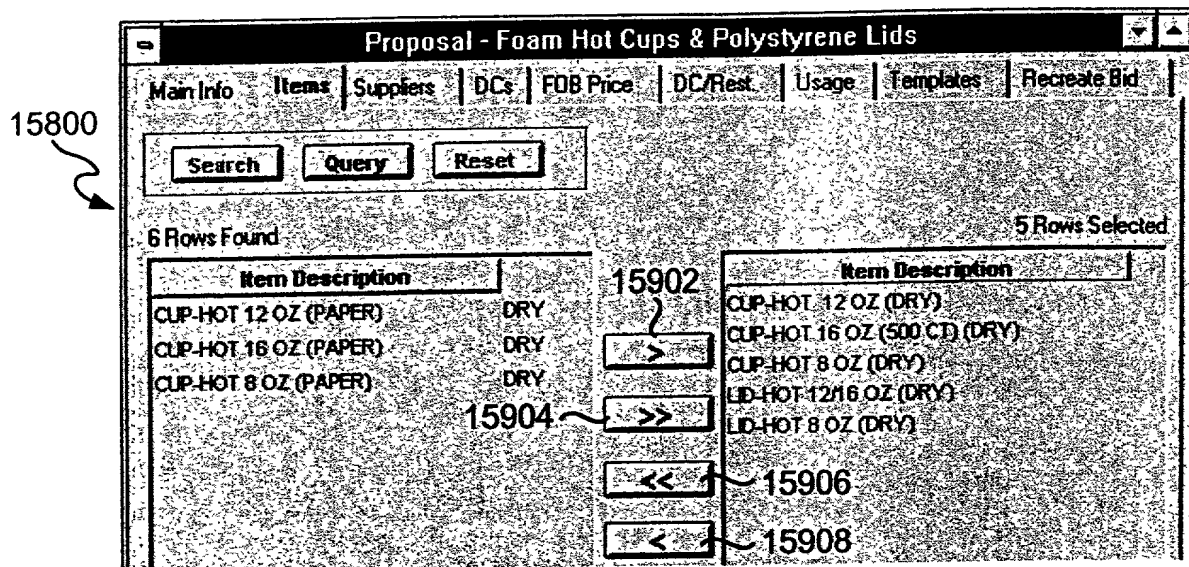 Proposal - Foam Hot Cups & Polystyrene Lids
Main Info Items Suppliers DCs FOB Price DC/Rest. Usage Templates Recreate Bid
15800
Search Query Reset
6 Rows Found
5 Rows Selected
Item Description
CUP-HOT 12 OZ (PAPER) DRY
CUP-HOT 16 OZ (PAPER) DRY
CUP-HOT 8 OZ (PAPER) DRY
15902
>
15904
>>
<<
15906
<
15908
Item Description
CUP-HOT 12 OZ (DRY)
CUP-HOT 16 OZ (500 CT) (DRY)
CUP-HOT 8 OZ (DRY)
LID-HOT 12/16 OZ (DRY)
LID-HOT 8 OZ (DRY)